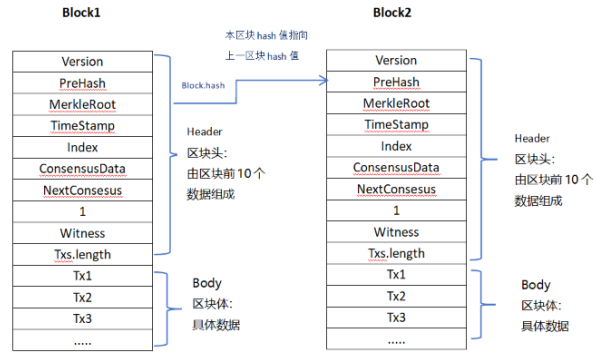 Block1
Version
PreHash
MerkleRoot
TimeStamp
Index
ConsensusData
NextConsesus
1
Witness
Txs.length
Tx1
Tx2
Tx3
.....
Header
区块头：
由区块前 10 个
数据组成
Body
区块体：
具体数据
本区块 hash 值指向
上一区块 hash 值
Block.hash
Block2
Version
PreHash
MerkleRoot
TimeStamp
Index
ConsensusData
NextConsesus
1
Witness
Txs.length
Tx1
Tx2
Tx3
.....
Header
区块头：
由区块前 10 个
数据组成
Body
区块体：
具体数据